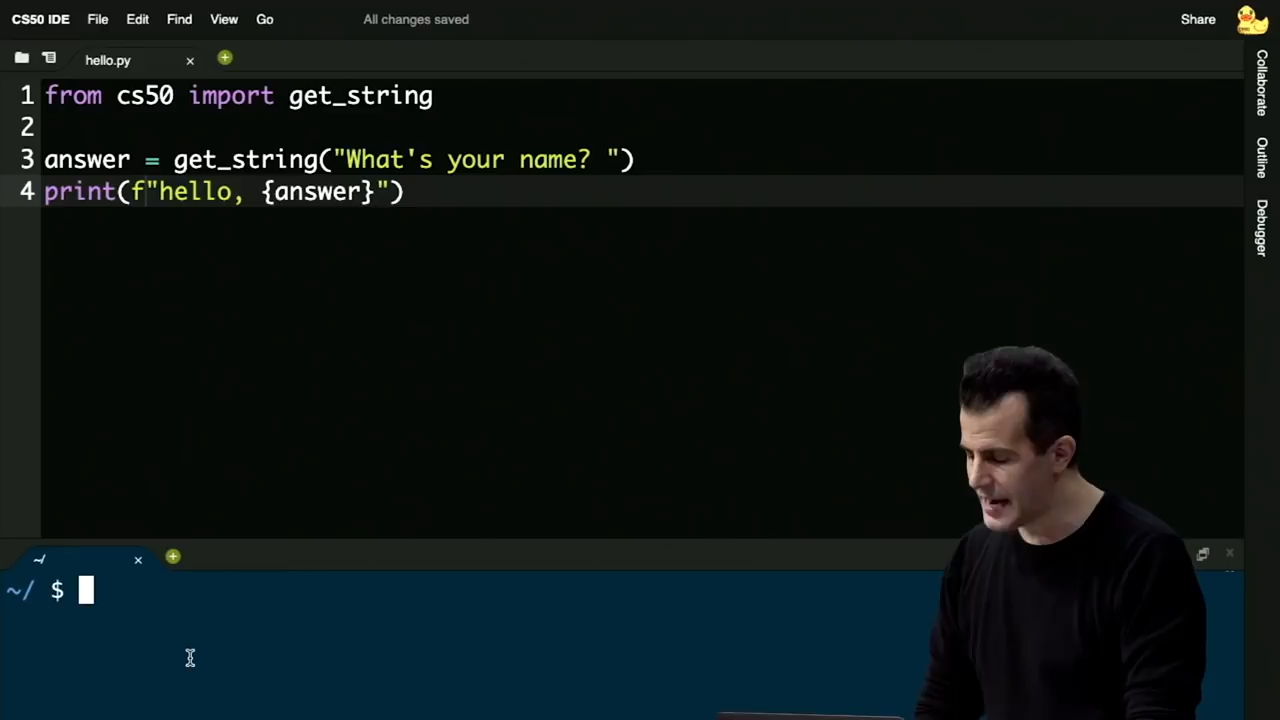 CS50 IDE File Edit View Find Go All changes saved Share
hello.py
1 from cs50 import get_string
2
3 answer = get_string("What's your name? ")
4 print(f"hello, {answer}")
Collaborate
Outline
Debugger
~/
~/ $